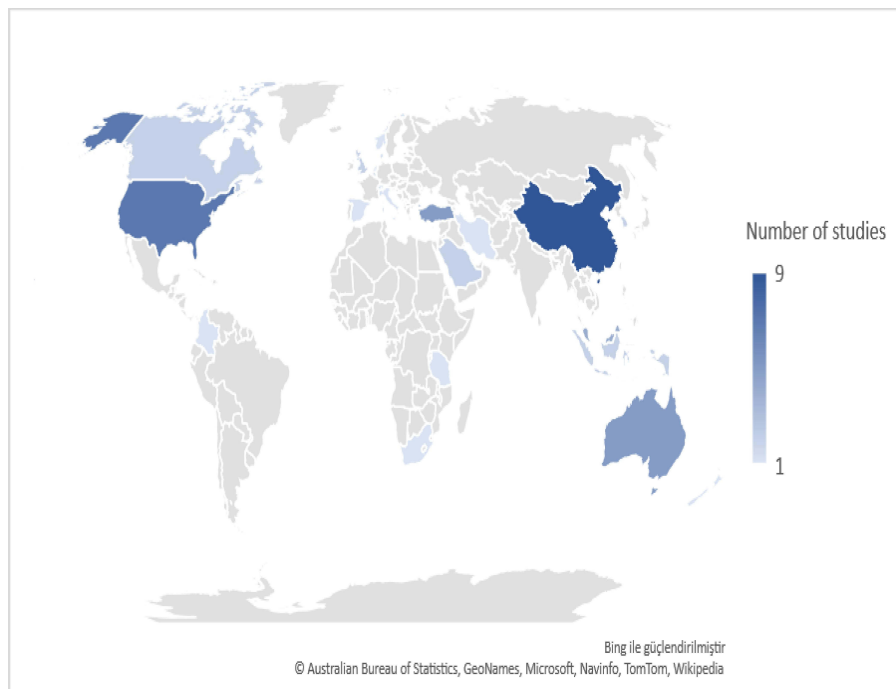 Number of studies
9
1
Bing ile güçlendirilmiştir
© Australian Bureau of Statistics, GeoNames, Microsoft, Navinfo, TomTom, Wikipedia